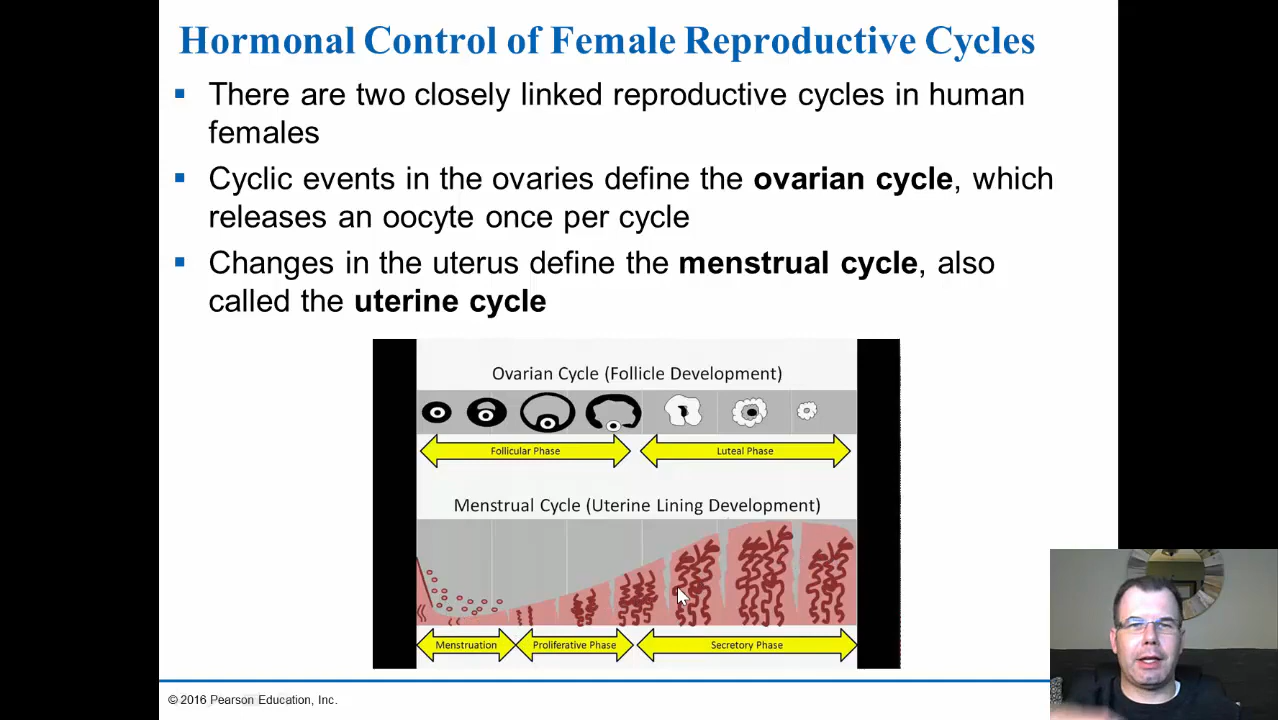 Hormonal Control of Female Reproductive Cycles
There are two closely linked reproductive cycles in human
females
Cyclic events in the ovaries define the ovarian cycle, which
releases an oocyte once per cycle
Changes in the uterus define the menstrual cycle, also
called the uterine cycle
Ovarian Cycle (Follicle Development)
Follicular Phase
Luteal Phase
Menstrual Cycle (Uterine Lining Development)
Menstruation
Proliferative Phase
Secretory Phase
© 2016 Pearson Education, Inc.